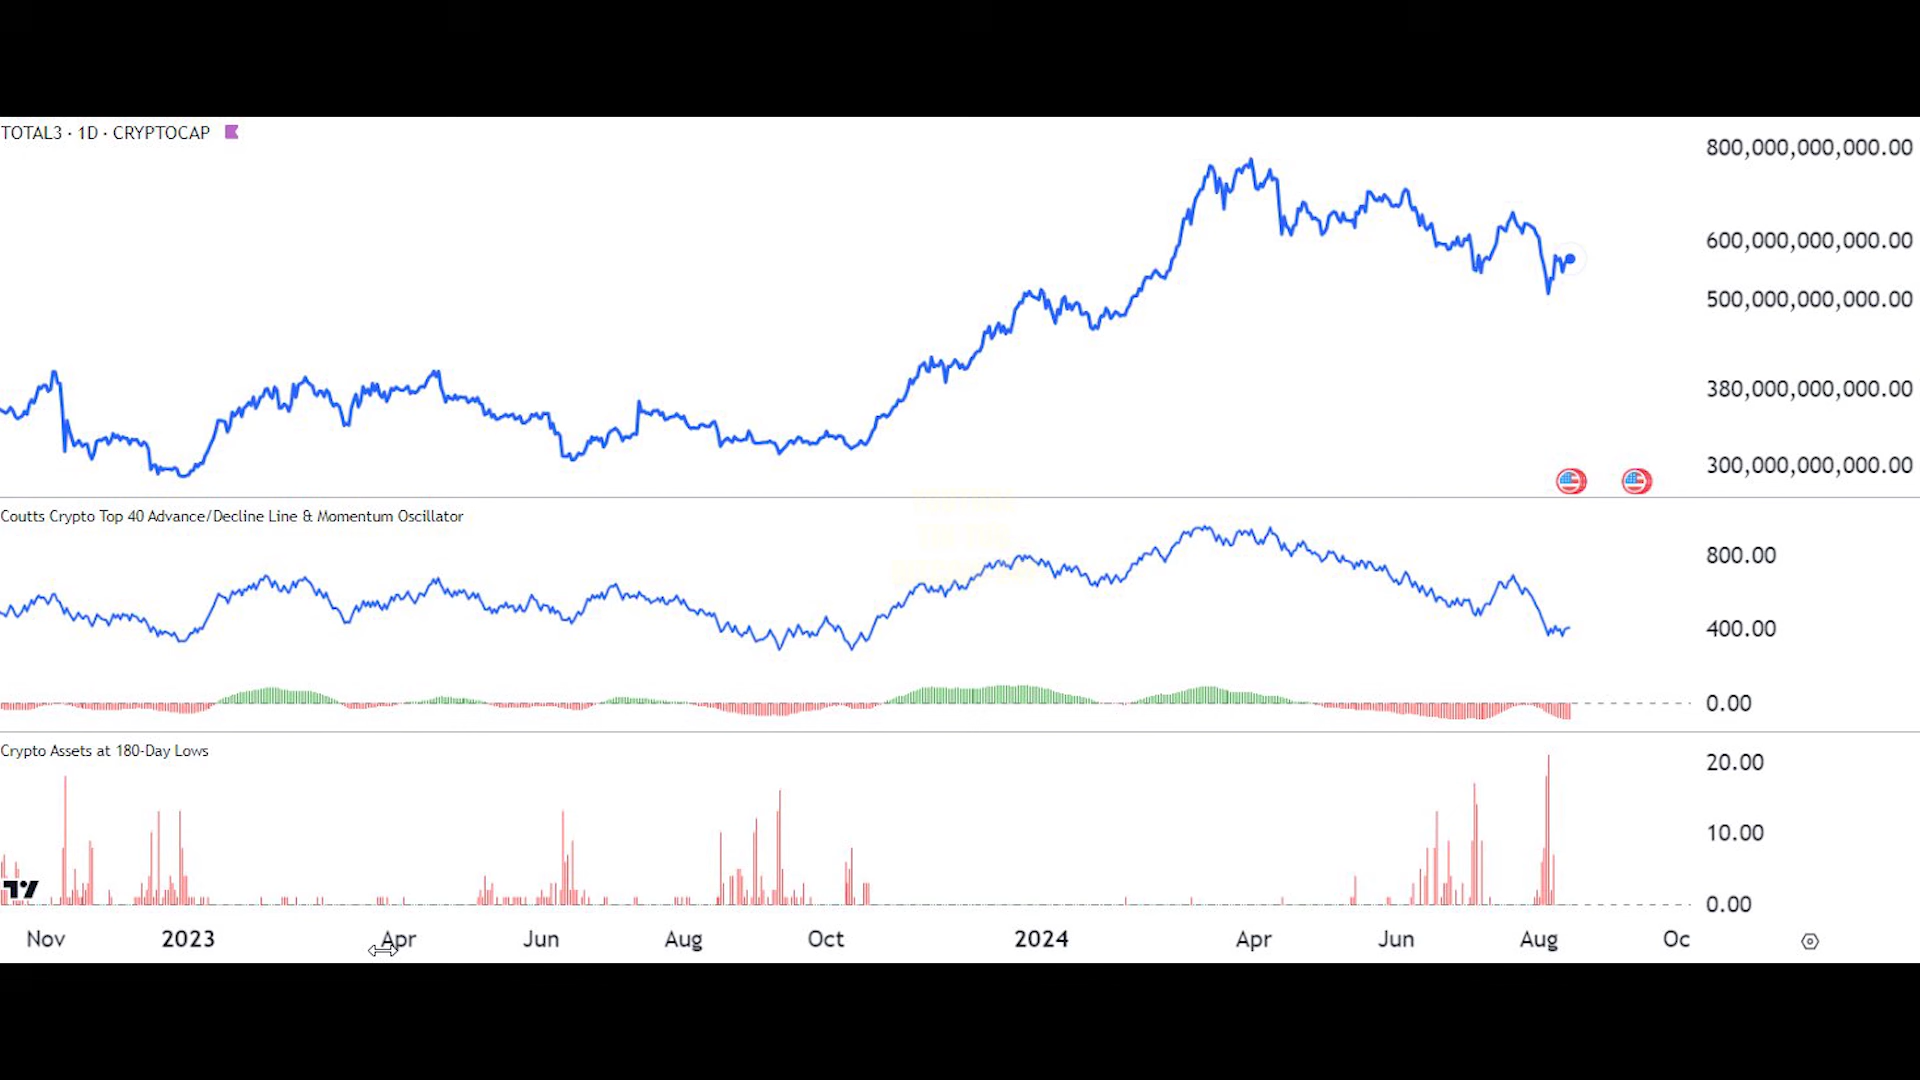 TOTAL3 · 1D · CRYPTOCAP
800,000,000,000.00
600,000,000,000.00
500,000,000,000.00
380,000,000,000.00
300,000,000,000.00
Coutts Crypto Top 40 Advance/Decline Line & Momentum Oscillator
800.00
400.00
0.00
Crypto Assets at 180-Day Lows
20.00
10.00
0.00
Nov 2023 Apr Jun Aug Oct 2024 Apr Jun Aug Oc